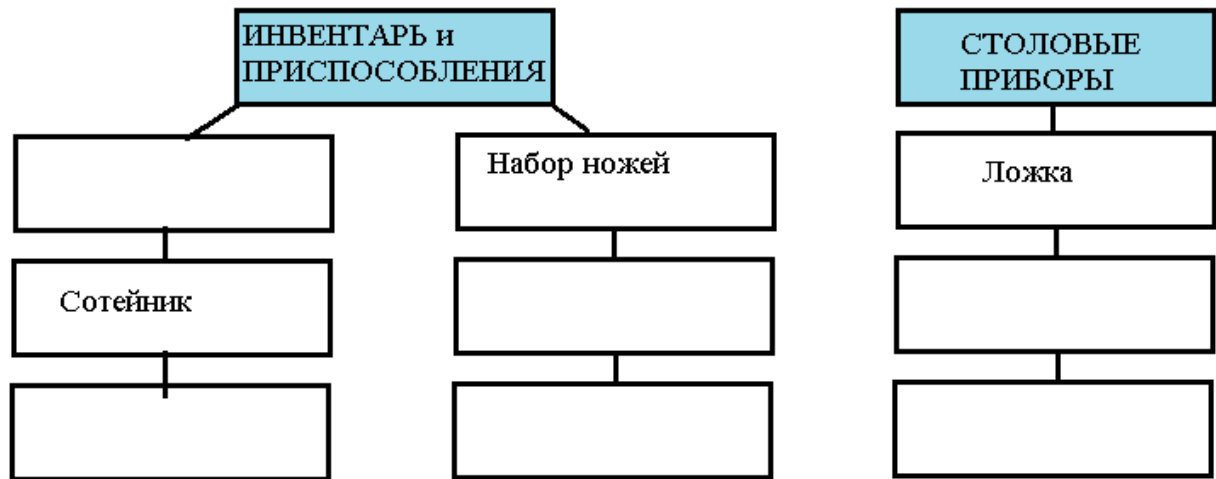 ИНВЕНТАРЬ и
ПРИСПОСОБЛЕНИЯ
СТОЛОВЫЕ
ПРИБОРЫ
Набор ножей
Ложка
Сотейник